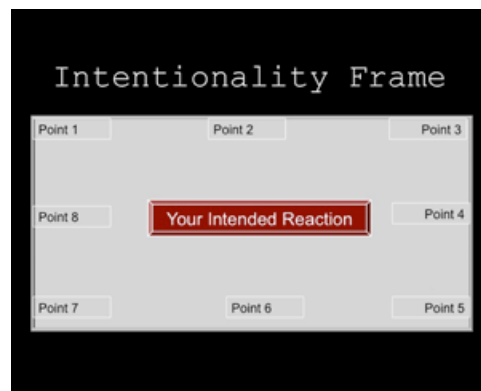 Intentionality Frame
Point 1
Point 2
Point 3
Point 8
Your Intended Reaction
Point 4
Point 7
Point 6
Point 5